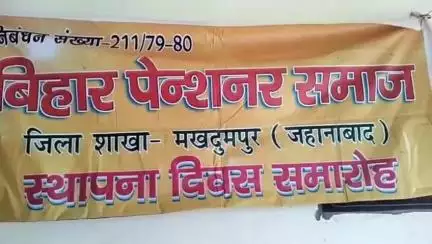 निबंधन संख्या-211/79-80
बिहार पेन्शनर समाज
जिला शाखा- मखदुमपुर ( जहानाबाद )
स्थापना दिवस समारोह